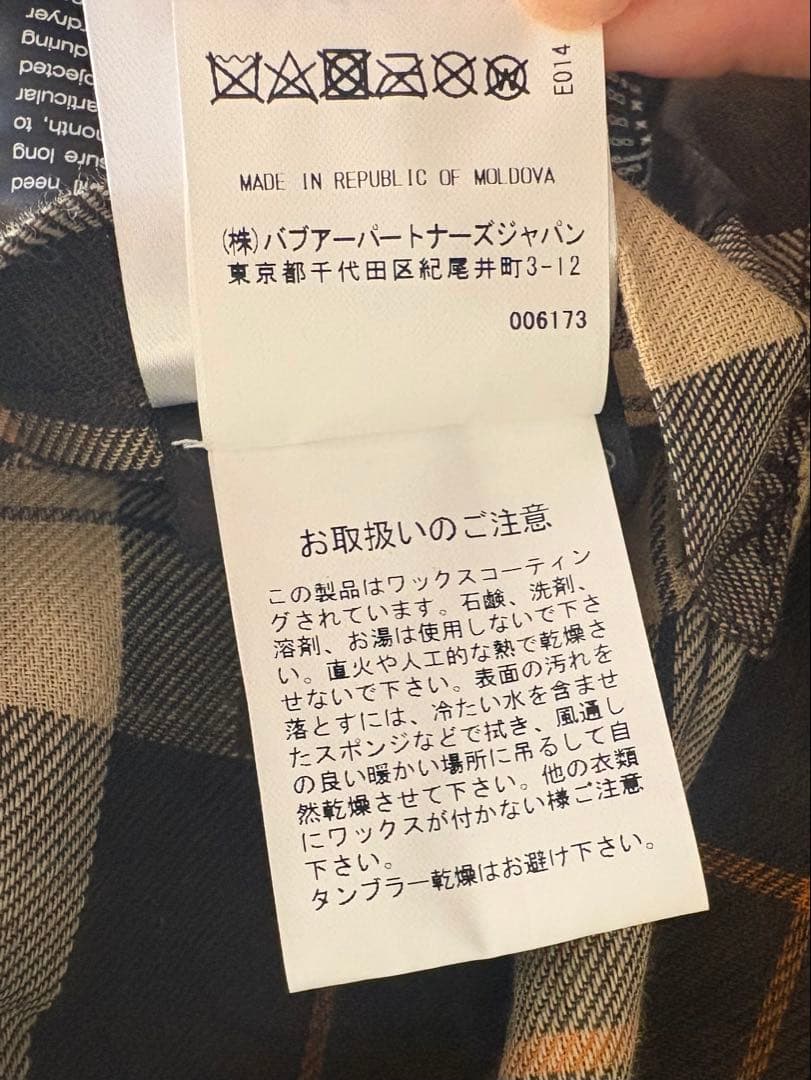 E014
MADE IN REPUBLIC OF MOLDOVA
(株)バブアーパートナーズジャパン
東京都千代田区紀尾井町3-12
006173
お取扱いのご注意
この製品はワックスコーティン
グされています。石鹸、洗剤、
溶剤、お湯は使用しないで下さ
い。直火や人工的な熱で乾燥さ
せないで下さい。表面の汚れを
落とすには、冷たい水を含ませ
たスポンジなどで拭き、風通し
の良い暖かい場所に吊るして自
然乾燥させて下さい。他の衣類
にワックスが付かない様ご注意
下さい。
タンブラー乾燥はお避け下さい。
need
sure long
month, to
articular
jected
during
dryer